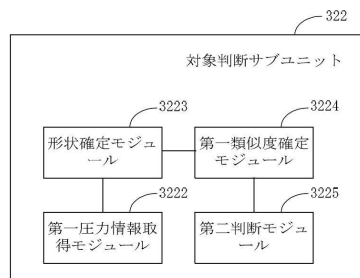 322
対象判断サブユニット
3223
3224
形状確定モジュ
ール
第一類似度確定
モジュール
3222
3225
第一圧力情報取
得モジュール
第二判断モジュ
ール